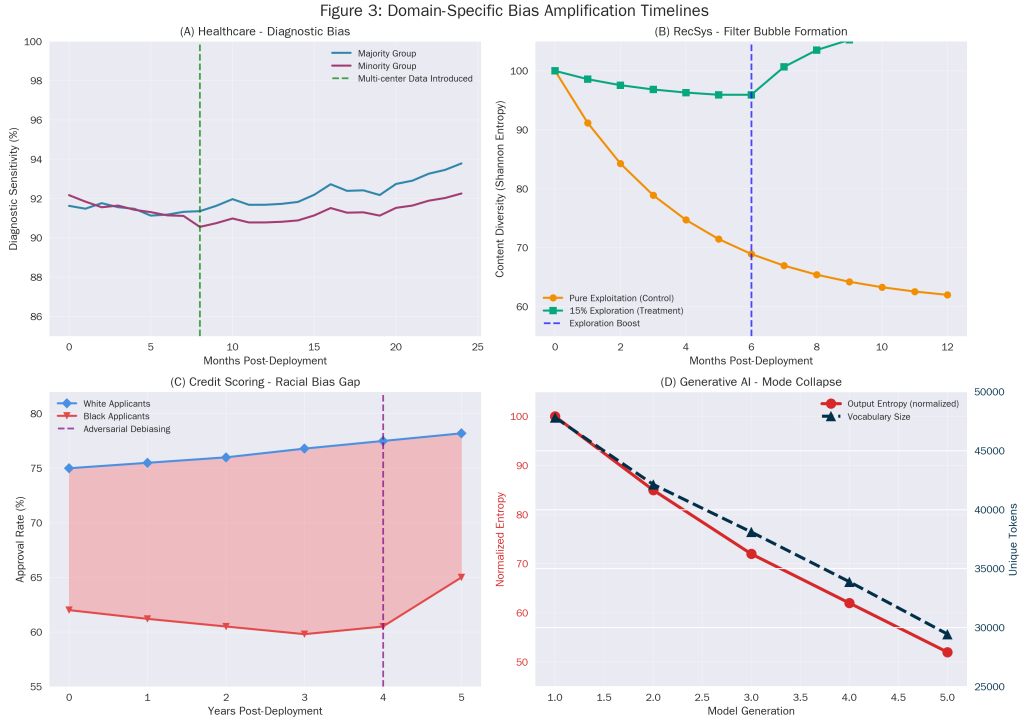 Figure 3: Domain-Specific Bias Amplification Timelines
(A) Healthcare - Diagnostic Bias
Diagnostic Sensitivity (%)
100
98
96
94
92
90
88
86
Majority Group
Minority Group
Multi-center Data Introduced
0
5
10
15
20
25
Months Post-Deployment
(B) RecSys - Filter Bubble Formation
Content Diversity (Shannon Entropy)
100
90
80
70
60
Pure Exploitation (Control)
15% Exploration (Treatment)
Exploration Boost
0
2
4
6
8
10
12
Months Post-Deployment
(C) Credit Scoring - Racial Bias Gap
Approval Rate (%)
80
75
70
65
60
55
White Applicants
Black Applicants
Adversarial Debiasing
0
1
2
3
4
5
Years Post-Deployment
(D) Generative AI - Mode Collapse
Normalized Entropy
100
90
80
70
60
50
Output Entropy (normalized)
Vocabulary Size
50000
45000
40000
35000
30000
25000
Unique Tokens
1.0
1.5
2.0
2.5
3.0
3.5
4.0
4.5
5.0
Model Generation